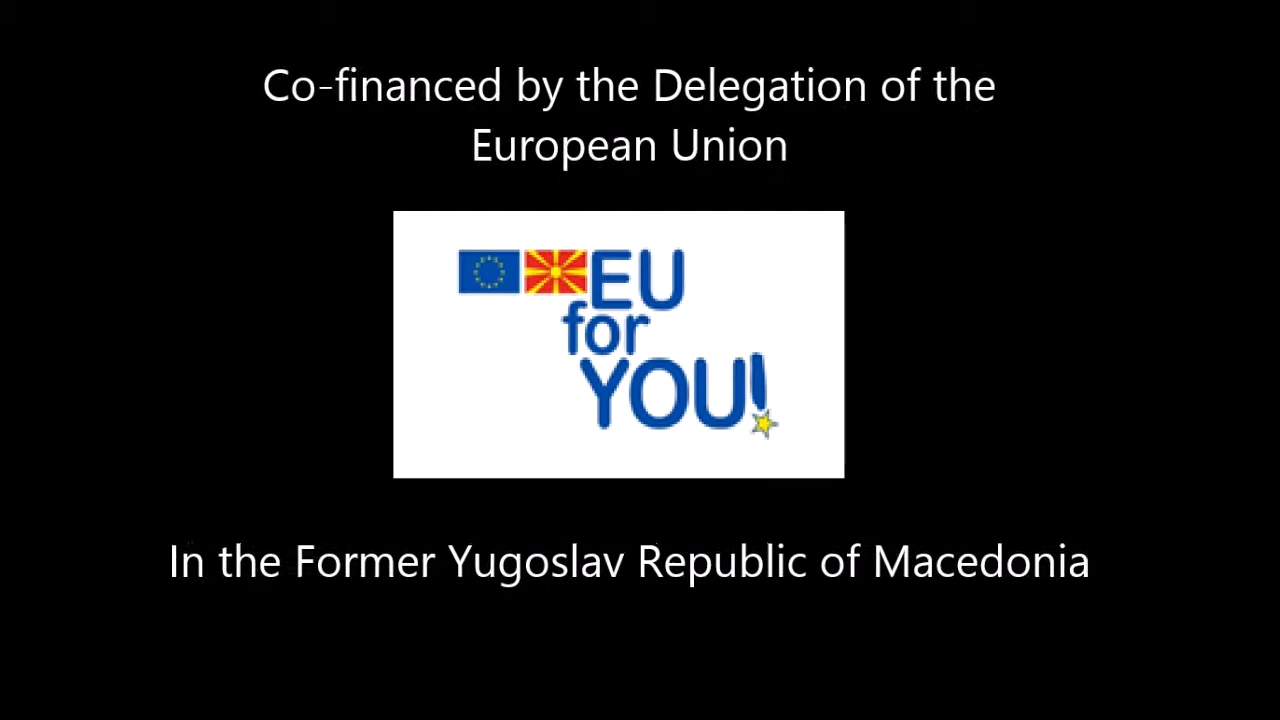 Co-financed by the Delegation of the
European Union
EU
for
YOU!
In the Former Yugoslav Republic of Macedonia